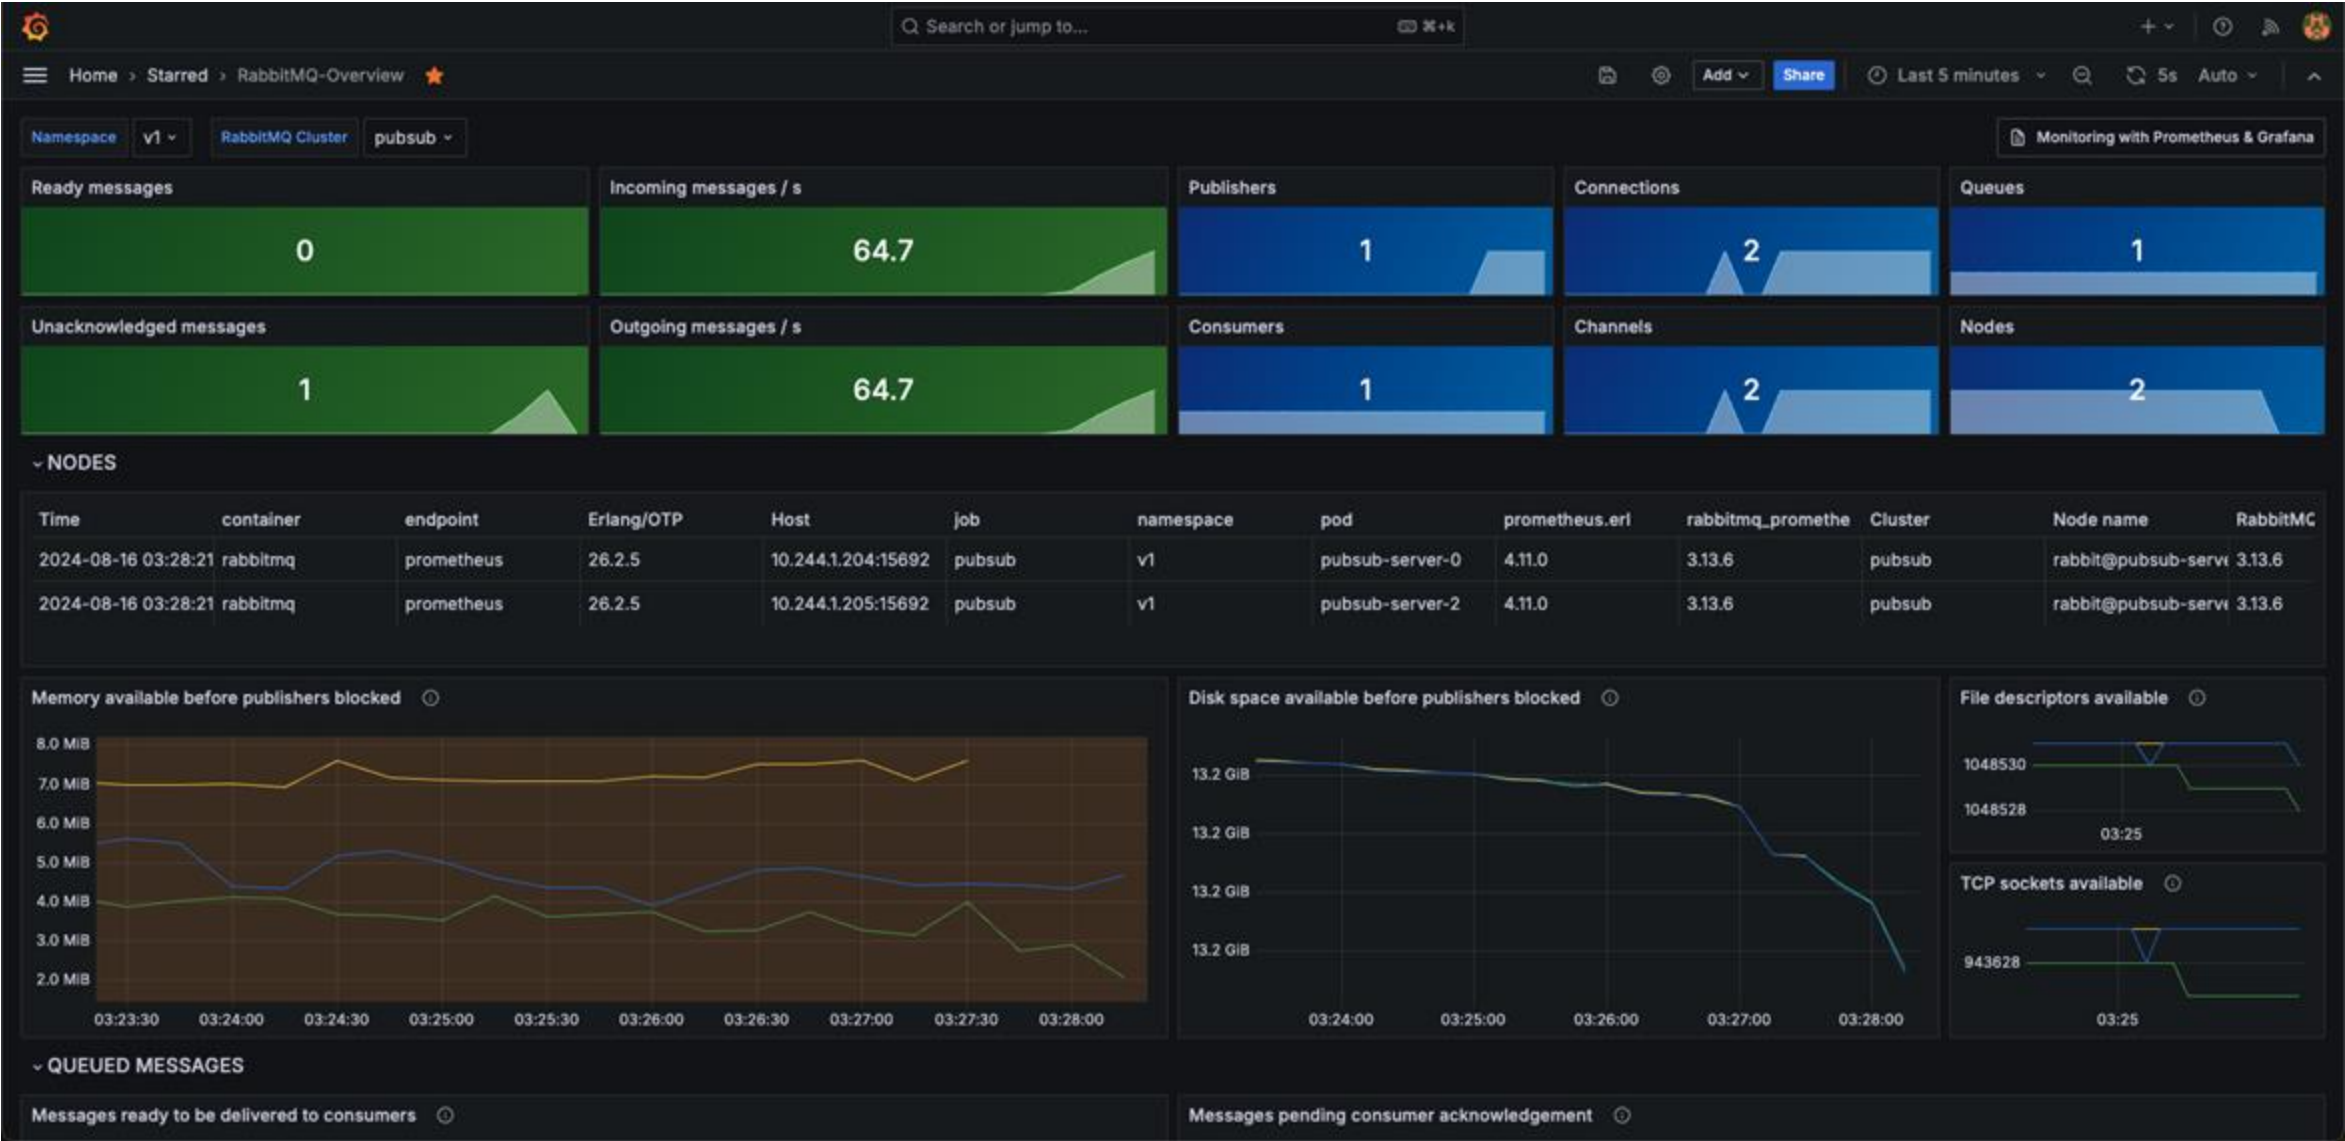 Search or jump to... ⌘+k
Home › Starred › RabbitMQ-Overview
Add Share Last 5 minutes 5s Auto
Namespace v1 RabbitMQ Cluster pubsub Monitoring with Prometheus & Grafana
Ready messages Incoming messages / s Publishers Connections Queues
0 64.7 1 2 1
Unacknowledged messages Outgoing messages / s Consumers Channels Nodes
1 64.7 1 2 2
NODES
Time container endpoint Erlang/OTP Host job namespace pod prometheus.erl rabbitmq_promethe Cluster Node name RabbitMQ
2024-08-16 03:28:21 rabbitmq prometheus 26.2.5 10.244.1.204:15692 pubsub v1 pubsub-server-0 4.11.0 3.13.6 pubsub rabbit@pubsub-serve 3.13.6
2024-08-16 03:28:21 rabbitmq prometheus 26.2.5 10.244.1.205:15692 pubsub v1 pubsub-server-2 4.11.0 3.13.6 pubsub rabbit@pubsub-serve 3.13.6
Memory available before publishers blocked
8.0 MiB
7.0 MiB
6.0 MiB
5.0 MiB
4.0 MiB
3.0 MiB
2.0 MiB
03:23:30 03:24:00 03:24:30 03:25:00 03:25:30 03:26:00 03:26:30 03:27:00 03:27:30 03:28:00
Disk space available before publishers blocked
13.2 GiB
13.2 GiB
13.2 GiB
13.2 GiB
03:24:00 03:25:00 03:26:00 03:27:00 03:28:00
File descriptors available
1048530
1048528
03:25
TCP sockets available
943628
03:25
QUEUED MESSAGES
Messages ready to be delivered to consumers
Messages pending consumer acknowledgement